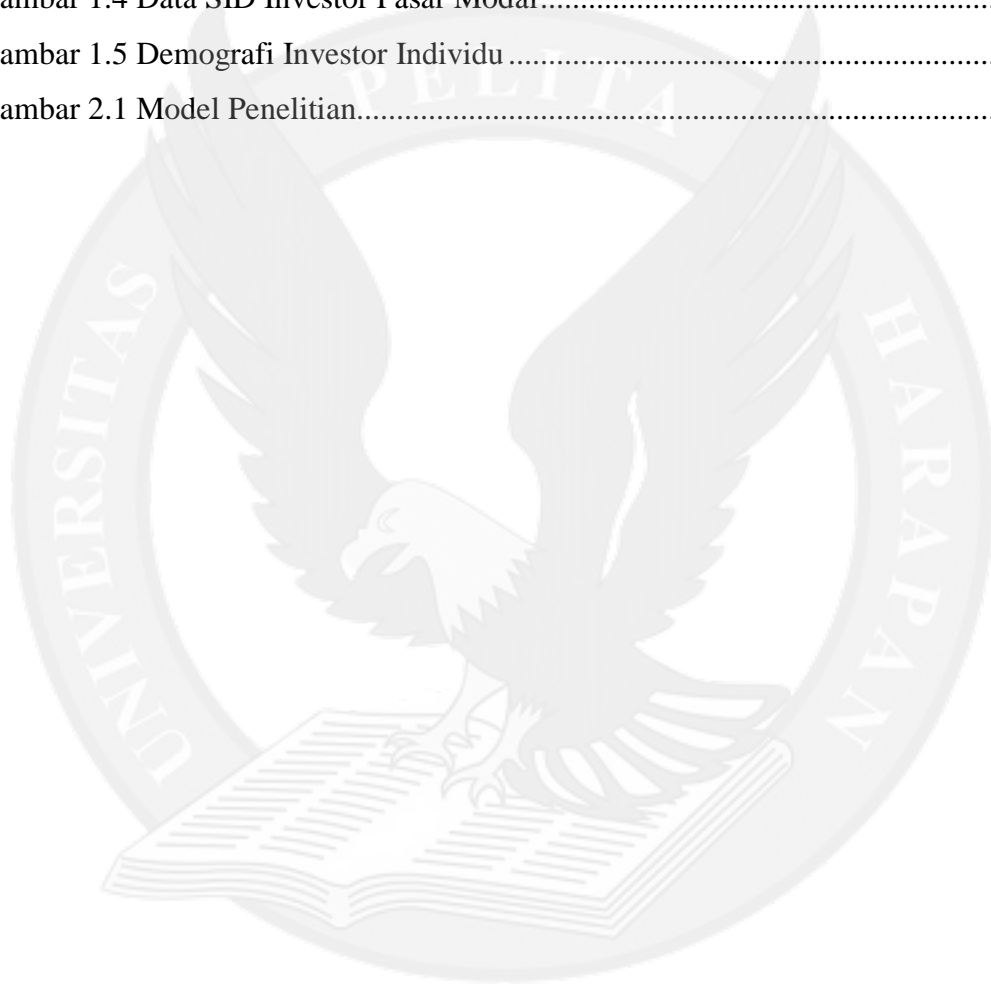 ambar 1.4 Data SID Investor Pasar Modal....................................................
ambar 1.5 Demografi Investor Individu ........................................................
ambar 2.1 Model Penelitian...........................................................................
UNIVERSITAS PELITA HARAPAN